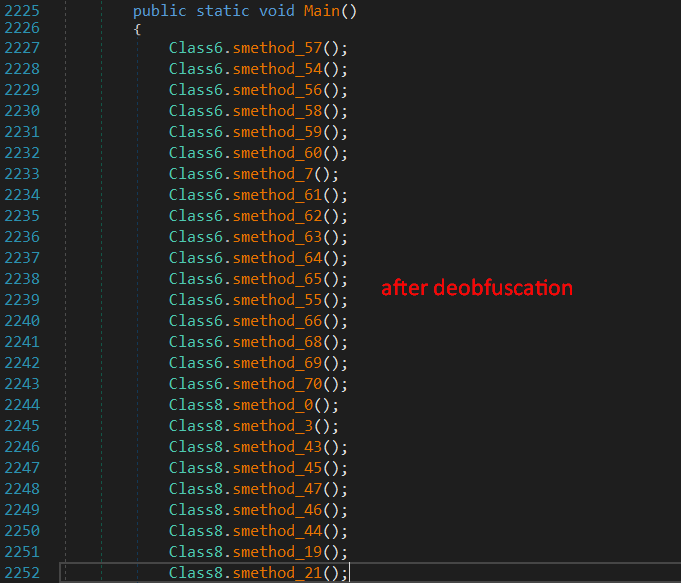 2225 public static void Main()
2226 {
2227 Class6.smethod_57();
2228 Class6.smethod_54();
2229 Class6.smethod_56();
2230 Class6.smethod_58();
2231 Class6.smethod_59();
2232 Class6.smethod_60();
2233 Class6.smethod_7();
2234 Class6.smethod_61();
2235 Class6.smethod_62();
2236 Class6.smethod_63();
2237 Class6.smethod_64();
2238 Class6.smethod_65();
after deobfuscation
2239 Class6.smethod_55();
2240 Class6.smethod_66();
2241 Class6.smethod_68();
2242 Class6.smethod_69();
2243 Class6.smethod_70();
2244 Class8.smethod_0();
2245 Class8.smethod_3();
2246 Class8.smethod_43();
2247 Class8.smethod_45();
2248 Class8.smethod_47();
2249 Class8.smethod_46();
2250 Class8.smethod_44();
2251 Class8.smethod_19();
2252 Class8.smethod_21();